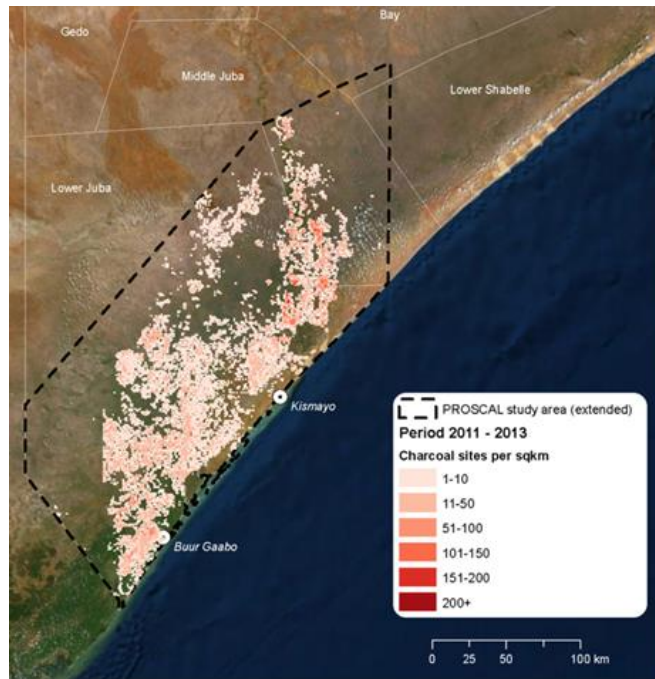 Gedo
Bay
Middle Juba
Lower Shabelle
Lower Juba
Kismayo
Buur Gaabo
PROSCAL study area (extended)
Period 2011 - 2013
Charcoal sites per sqkm
1-10
11-50
51-100
101-150
151-200
200+
0 25 50 100 km